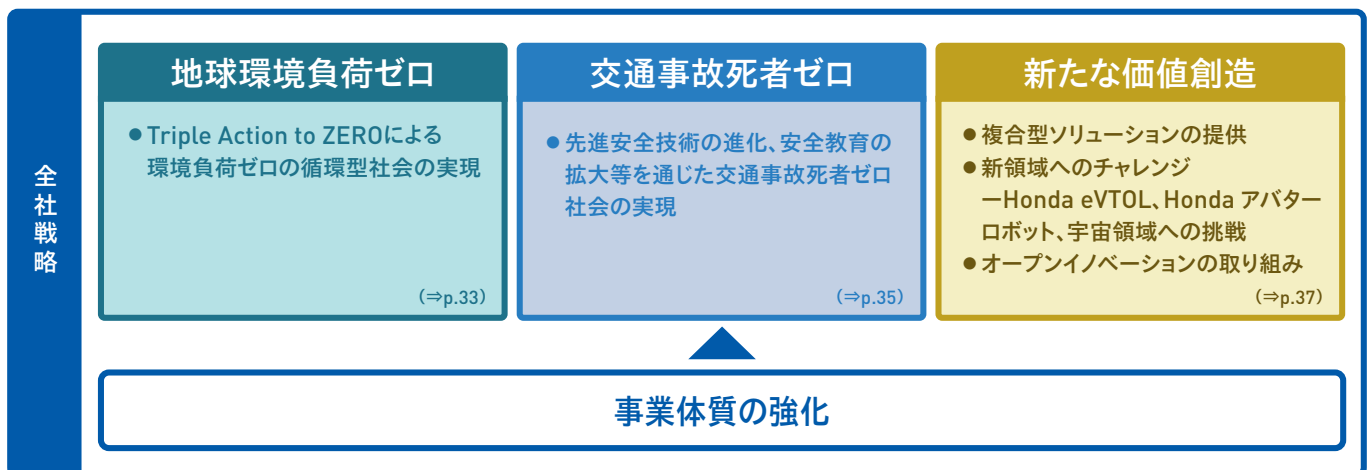 全社戦略
地球環境負荷ゼロ
● Triple Action to ZEROによる
環境負荷ゼロの循環型社会の実現
(⇒p.33)
交通事故死者ゼロ
● 先進安全技術の進化、安全教育の
拡大等を通じた交通事故死者ゼロ
社会の実現
(⇒p.35)
新たな価値創造
● 複合型ソリューションの提供
● 新領域へのチャレンジ
ーHonda eVTOL、Honda アバター
ロボット、宇宙領域への挑戦
● オープンイノベーションの取り組み
(⇒p.37)
事業体質の強化